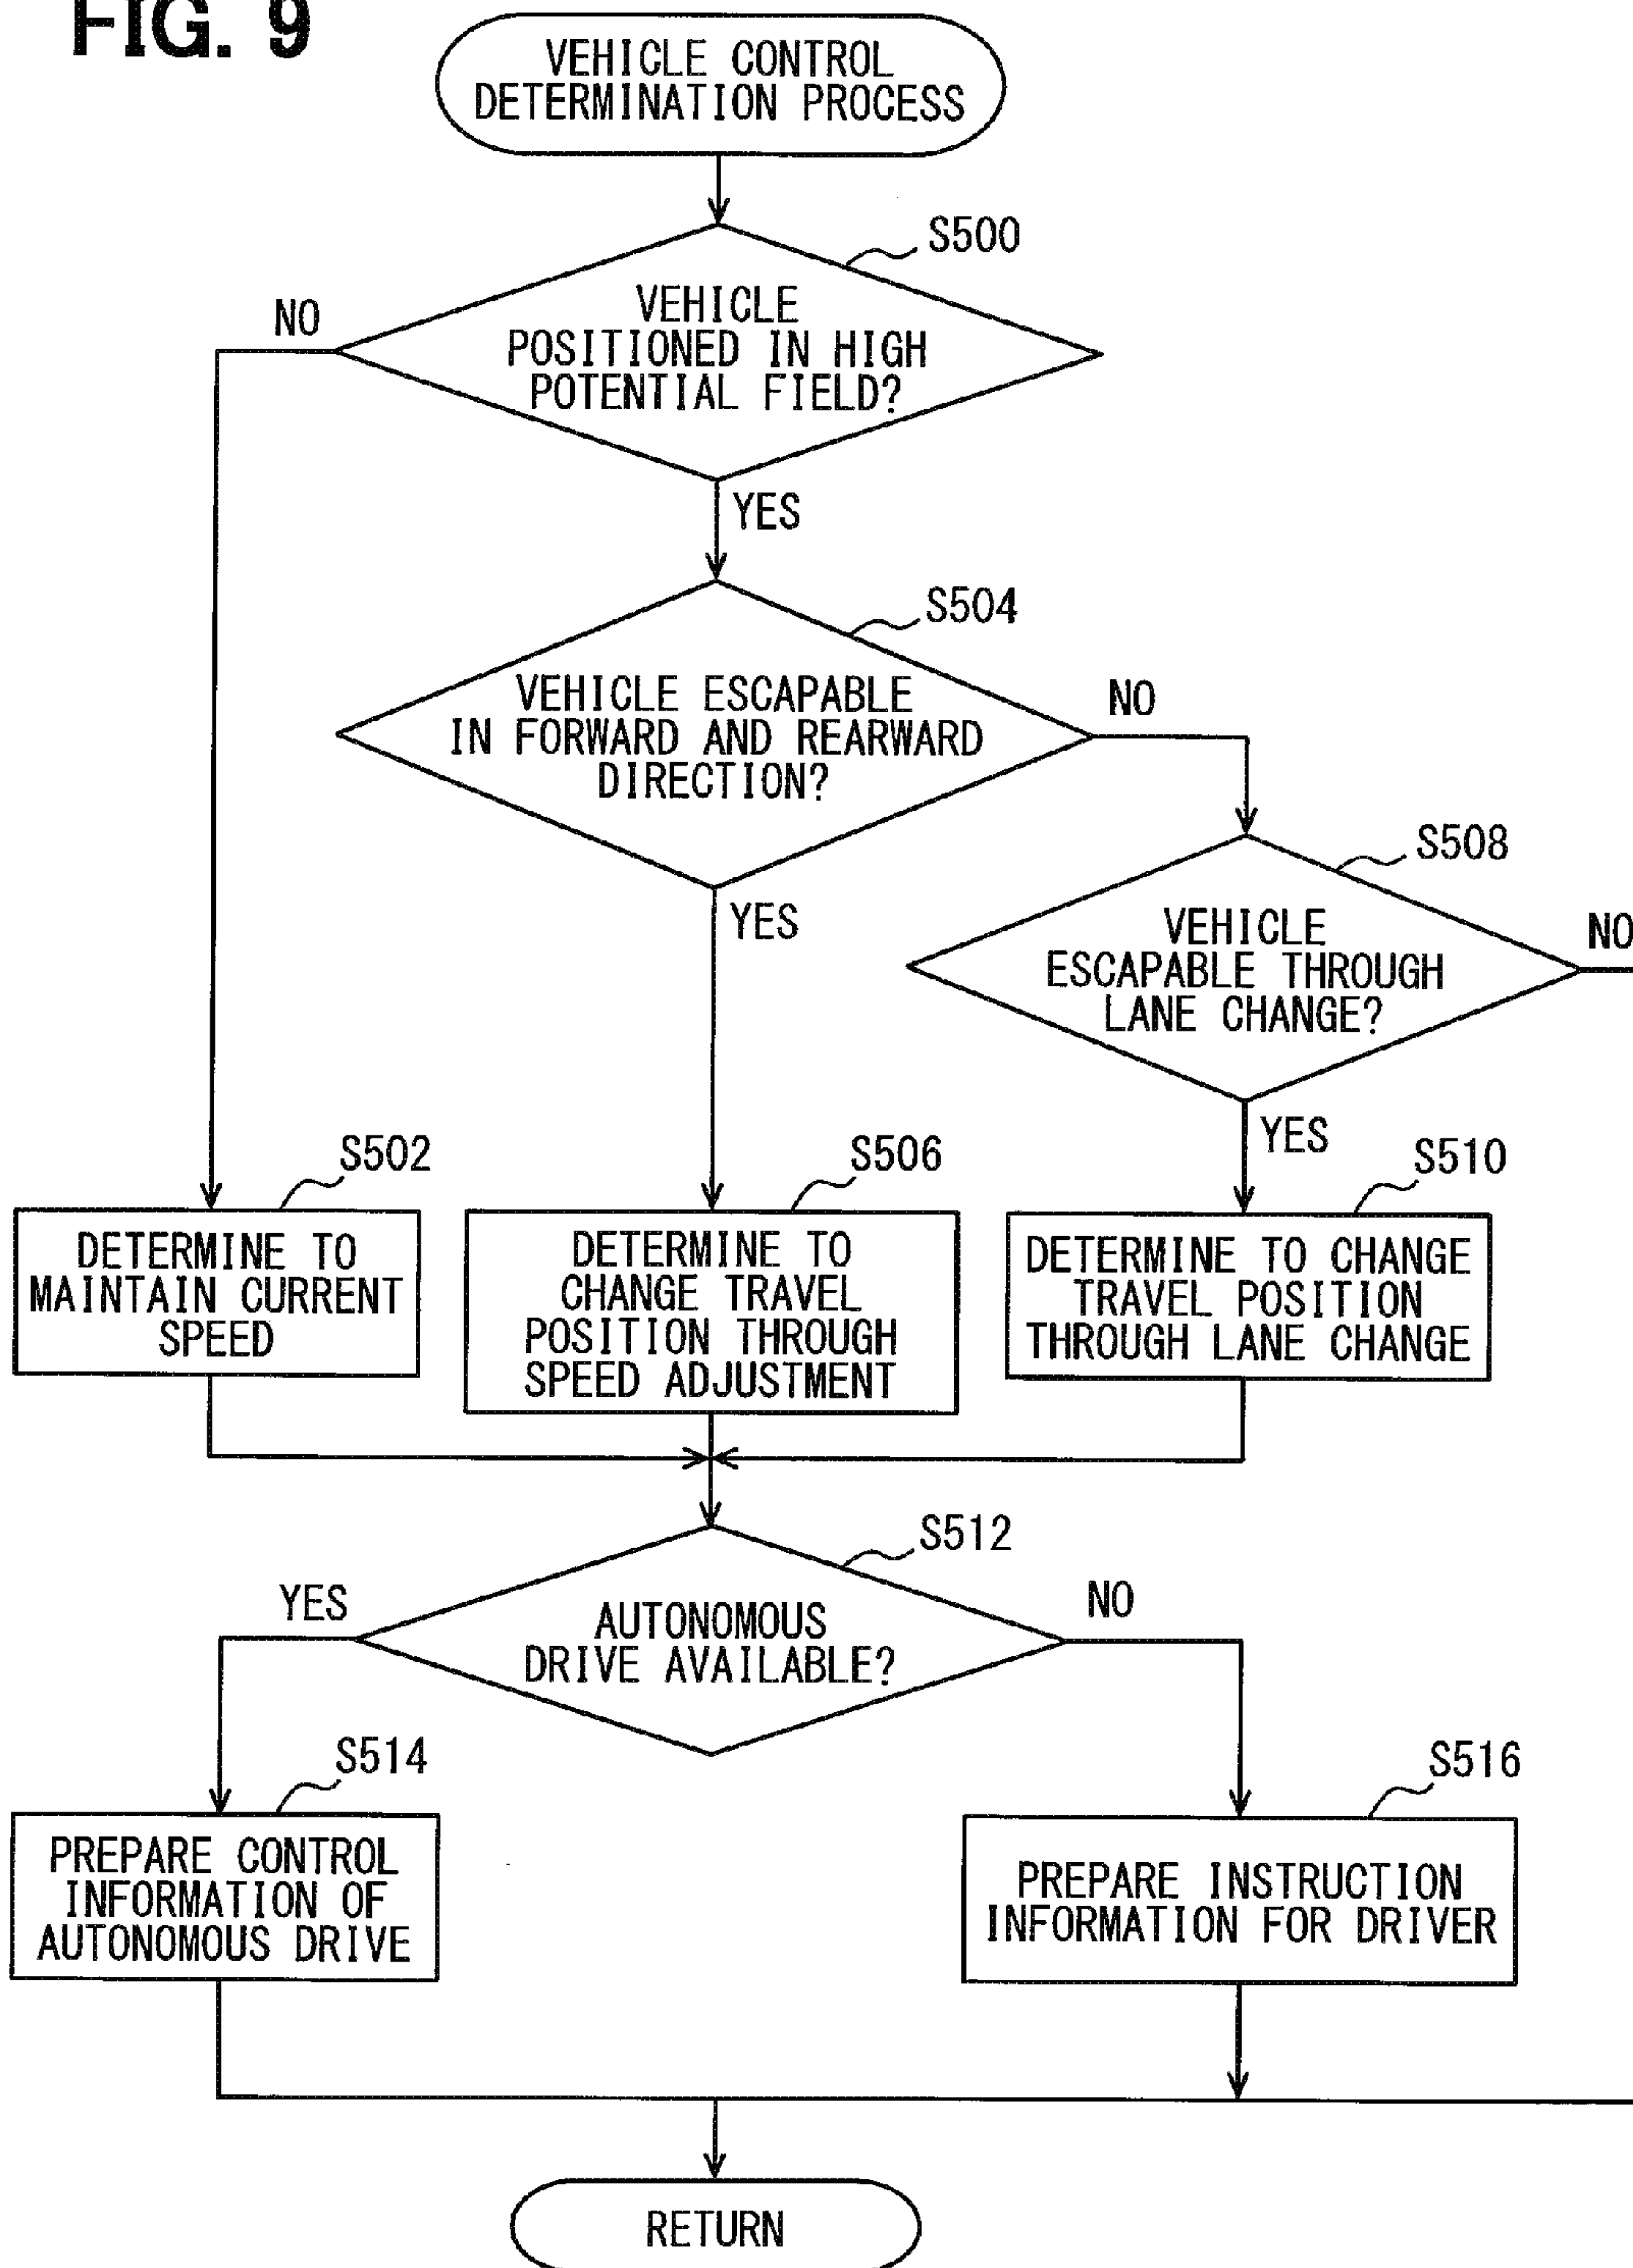 FIG. 9
VEHICLE CONTROL
DETERMINATION PROCESS
S500
VEHICLE
POSITIONED IN HIGH
POTENTIAL FIELD?
NO
YES
S504
VEHICLE ESCAPABLE
IN FORWARD AND REARWARD
DIRECTION?
NO
YES
S508
VEHICLE
ESCAPABLE THROUGH
LANE CHANGE?
NO
YES
S502
DETERMINE TO
MAINTAIN CURRENT
SPEED
S506
DETERMINE TO
CHANGE TRAVEL
POSITION THROUGH
SPEED ADJUSTMENT
S510
DETERMINE TO CHANGE
TRAVEL POSITION
THROUGH LANE CHANGE
S512
AUTONOMOUS
DRIVE AVAILABLE?
YES
NO
S514
PREPARE CONTROL
INFORMATION OF
AUTONOMOUS DRIVE
S516
PREPARE INSTRUCTION
INFORMATION FOR DRIVER
RETURN